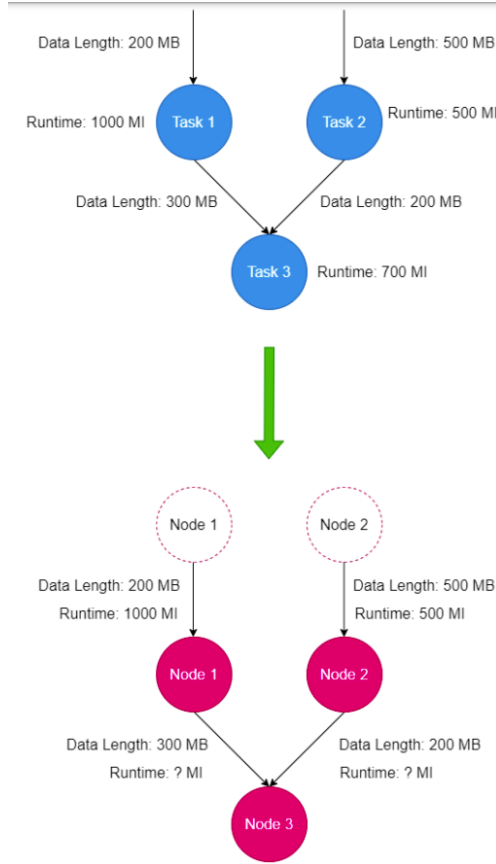 Data Length: 200 MB
Data Length: 500 MB
Runtime: 1000 MI
Task 1
Task 2
Runtime: 500 MI
Data Length: 300 MB
Data Length: 200 MB
Task 3
Runtime: 700 MI
Node 1
Node 2
Data Length: 200 MB
Runtime: 1000 MI
Data Length: 500 MB
Runtime: 500 MI
Node 1
Node 2
Data Length: 300 MB
Runtime: ? MI
Data Length: 200 MB
Runtime: ? MI
Node 3